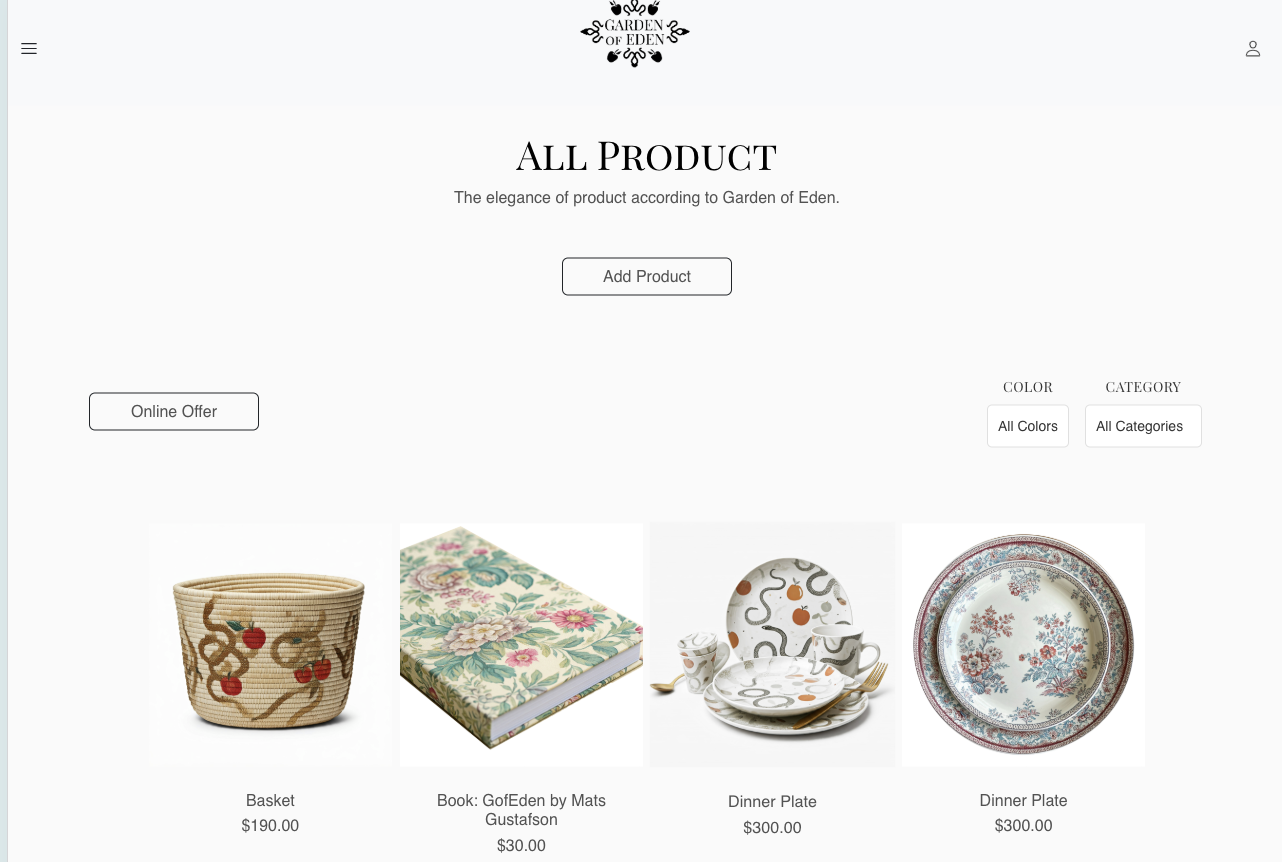 GARDEN
OF EDEN
ALL PRODUCT
The elegance of product according to Garden of Eden.
Add Product
Online Offer
COLOR
CATEGORY
All Colors
All Categories
Basket
$190.00
Book: GofEden by Mats
Gustafson
$30.00
Dinner Plate
$300.00
Dinner Plate
$300.00